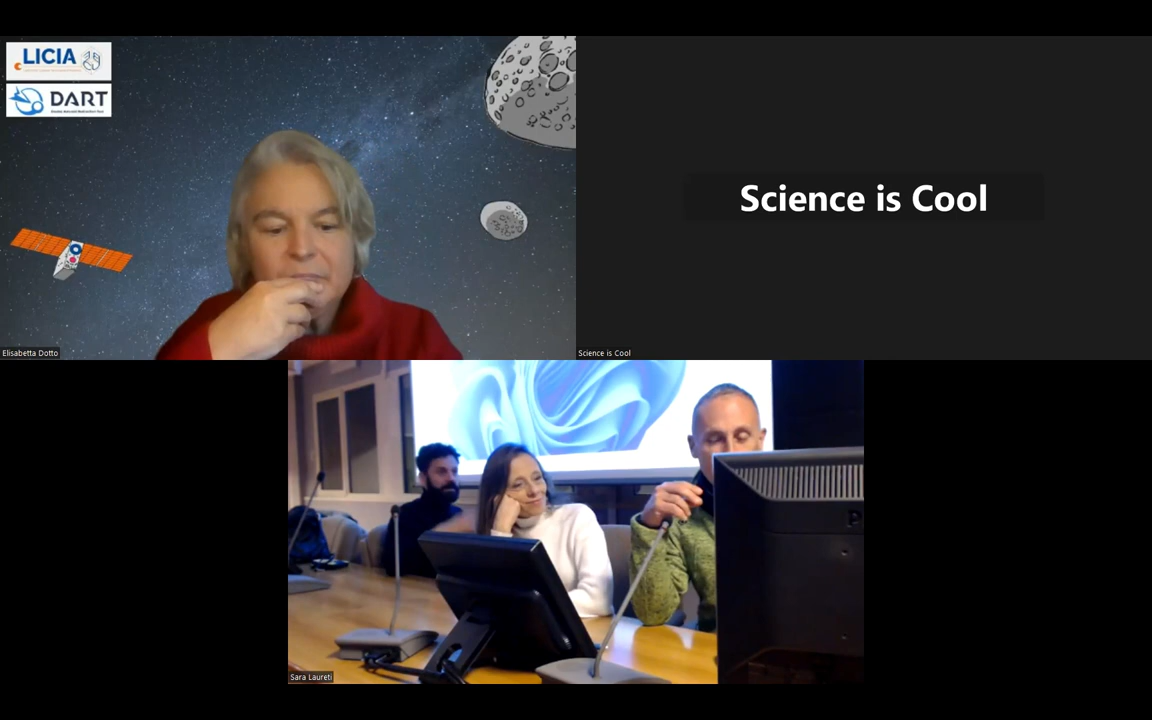 LICIA
DART
Science is Cool
Elisabetta Dotto
Science is Cool
Sara Laureti